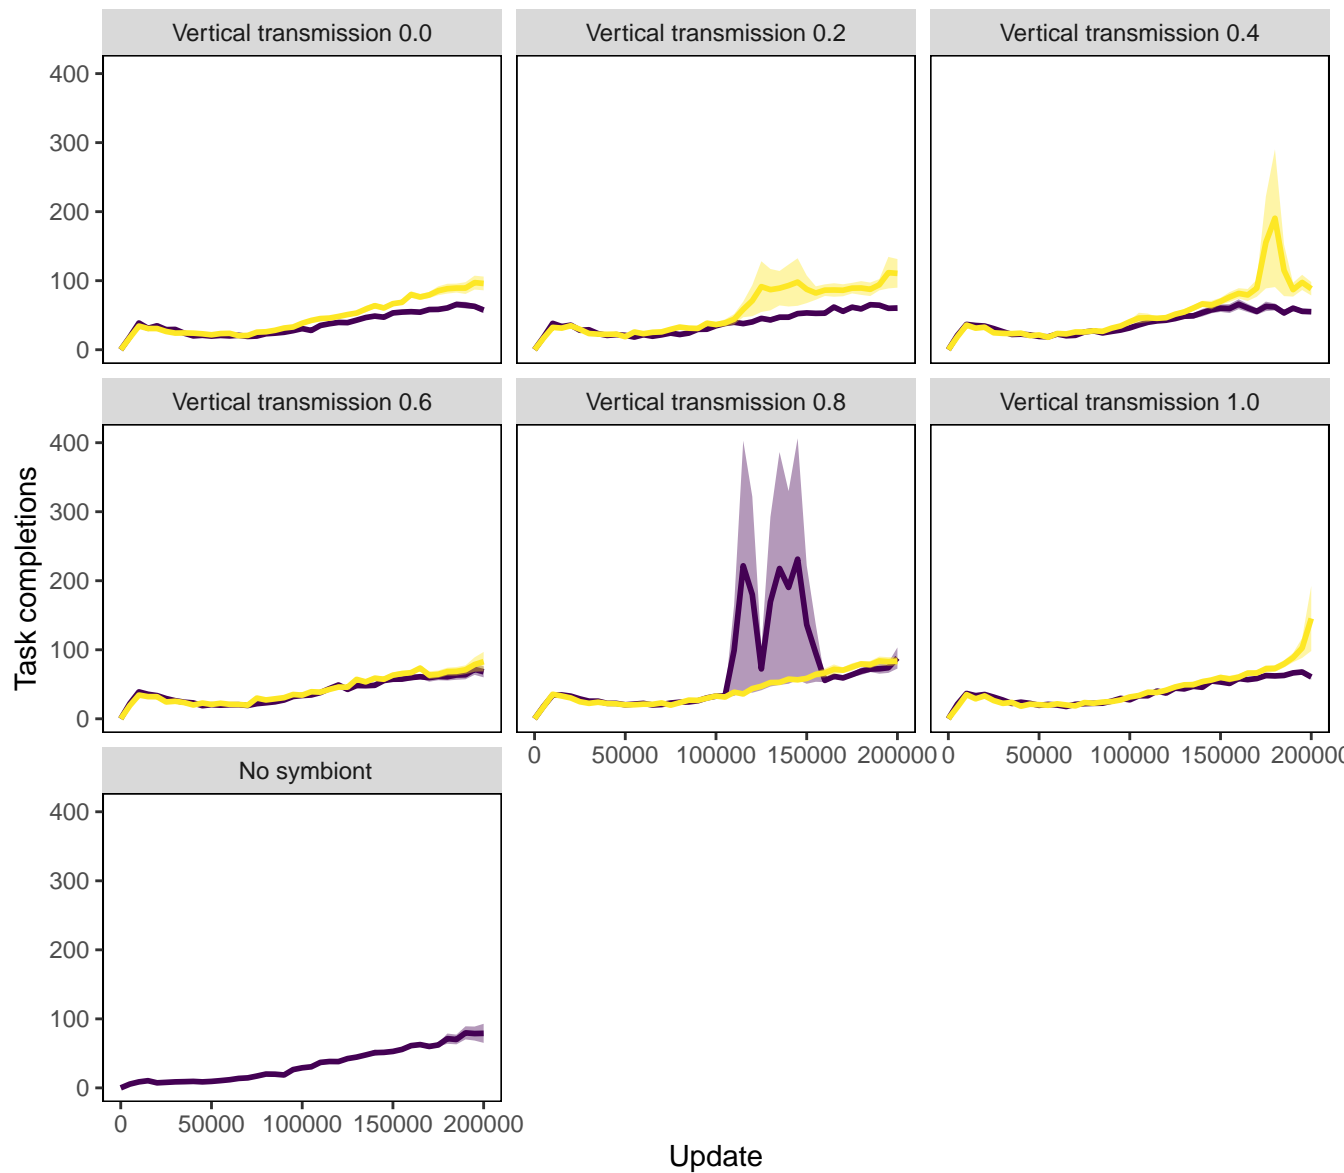 Vertical transmission 0.0
Vertical transmission 0.2
Vertical transmission 0.4
400
300
200
100
0
Vertical transmission 0.6
Vertical transmission 0.8
Vertical transmission 1.0
400
300
200
100
0
0 50000 100000 150000 200000
0 50000 100000 150000 200000
No symbiont
400
300
200
100
0
0 50000 100000 150000 200000
Task completions
Update